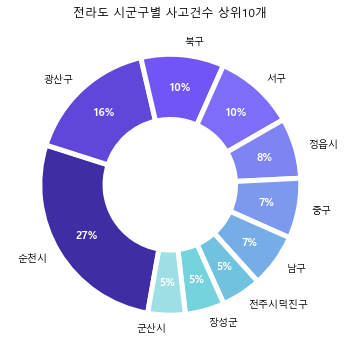 전라도 시군구별 사고건수 상위10개
북구
10%
서구
10%
정읍시
8%
중구
7%
남구
7%
전주시덕진구
5%
장성군
5%
군산시
5%
순천시
27%
광산구
16%